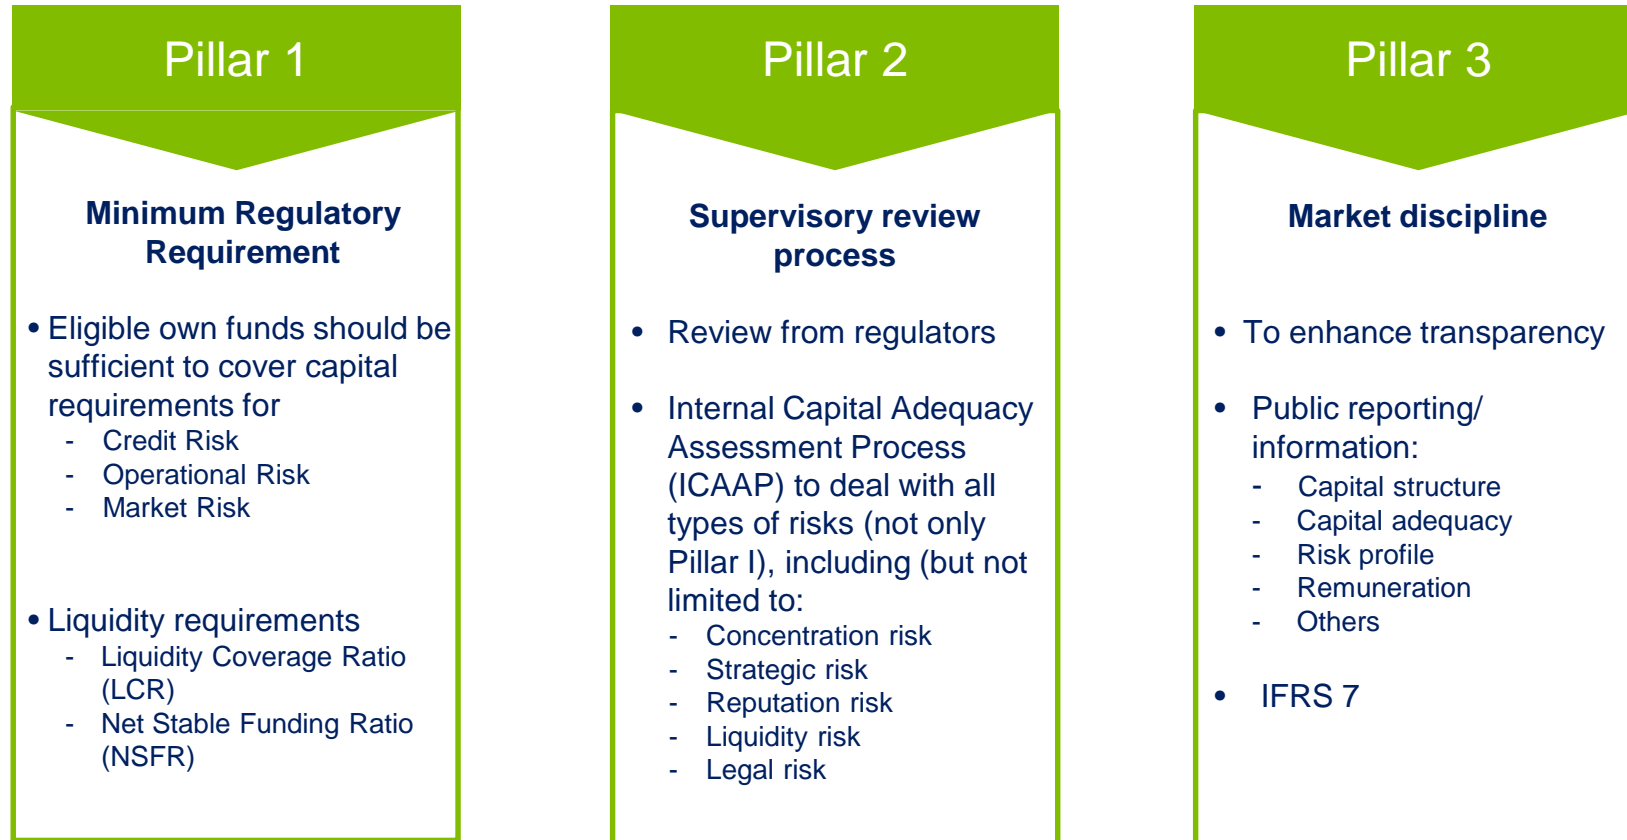 Pillar 1
Minimum Regulatory
Requirement
• Eligible own funds should be
sufficient to cover capital
requirements for
- Credit Risk
- Operational Risk
- Market Risk
• Liquidity requirements
- Liquidity Coverage Ratio
(LCR)
- Net Stable Funding Ratio
(NSFR)
Pillar 2
Supervisory review
process
• Review from regulators
• Internal Capital Adequacy
Assessment Process
(ICAAP) to deal with all
types of risks (not only
Pillar I), including (but not
limited to:
- Concentration risk
- Strategic risk
- Reputation risk
- Liquidity risk
- Legal risk
Pillar 3
Market discipline
• To enhance transparency
• Public reporting/
information:
- Capital structure
- Capital adequacy
- Risk profile
- Remuneration
- Others
• IFRS 7